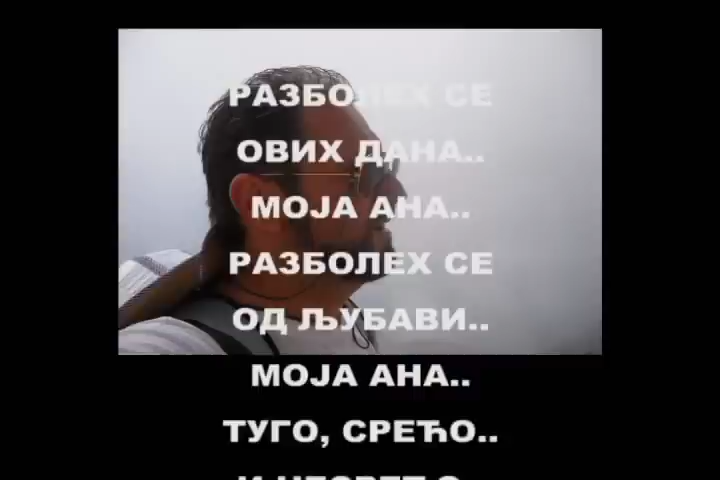 РАЗБОЛЕХ СЕ
ОВИХ ДАНА..
МОЈА АНА..
РАЗБОЛЕХ СЕ
ОД ЉУБАВИ..
МОЈА АНА..
ТУГО, СРЕЋО..